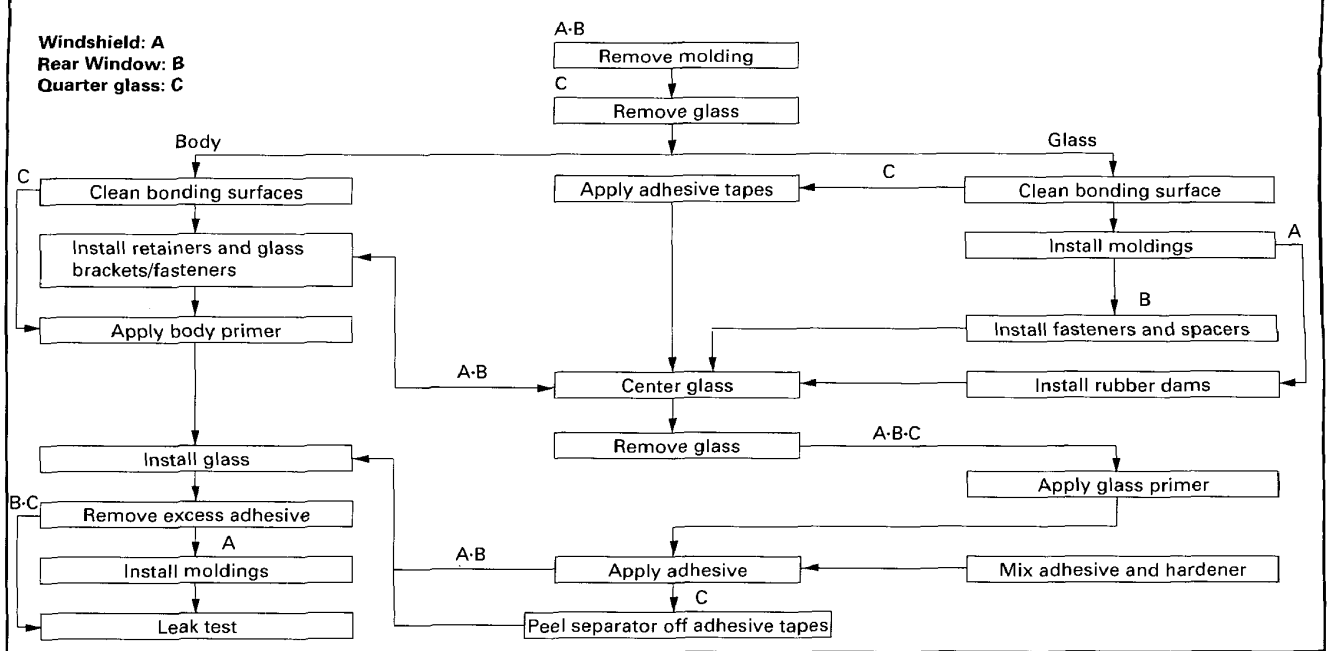 Windshield: A
Rear Window: B
Quarter glass: C
A·B
Remove molding
C
Remove glass
Body
Glass
C
Clean bonding surfaces
Apply adhesive tapes
C
Clean bonding surface
Install retainers and glass
brackets/fasteners
Install moldings
A
B
Apply body primer
Install fasteners and spacers
A·B
Center glass
Install rubber dams
Remove glass
A·B·C
Install glass
Apply glass primer
B·C
Remove excess adhesive
A
A·B
Install moldings
Apply adhesive
Mix adhesive and hardener
C
Leak test
Peel separator off adhesive tapes